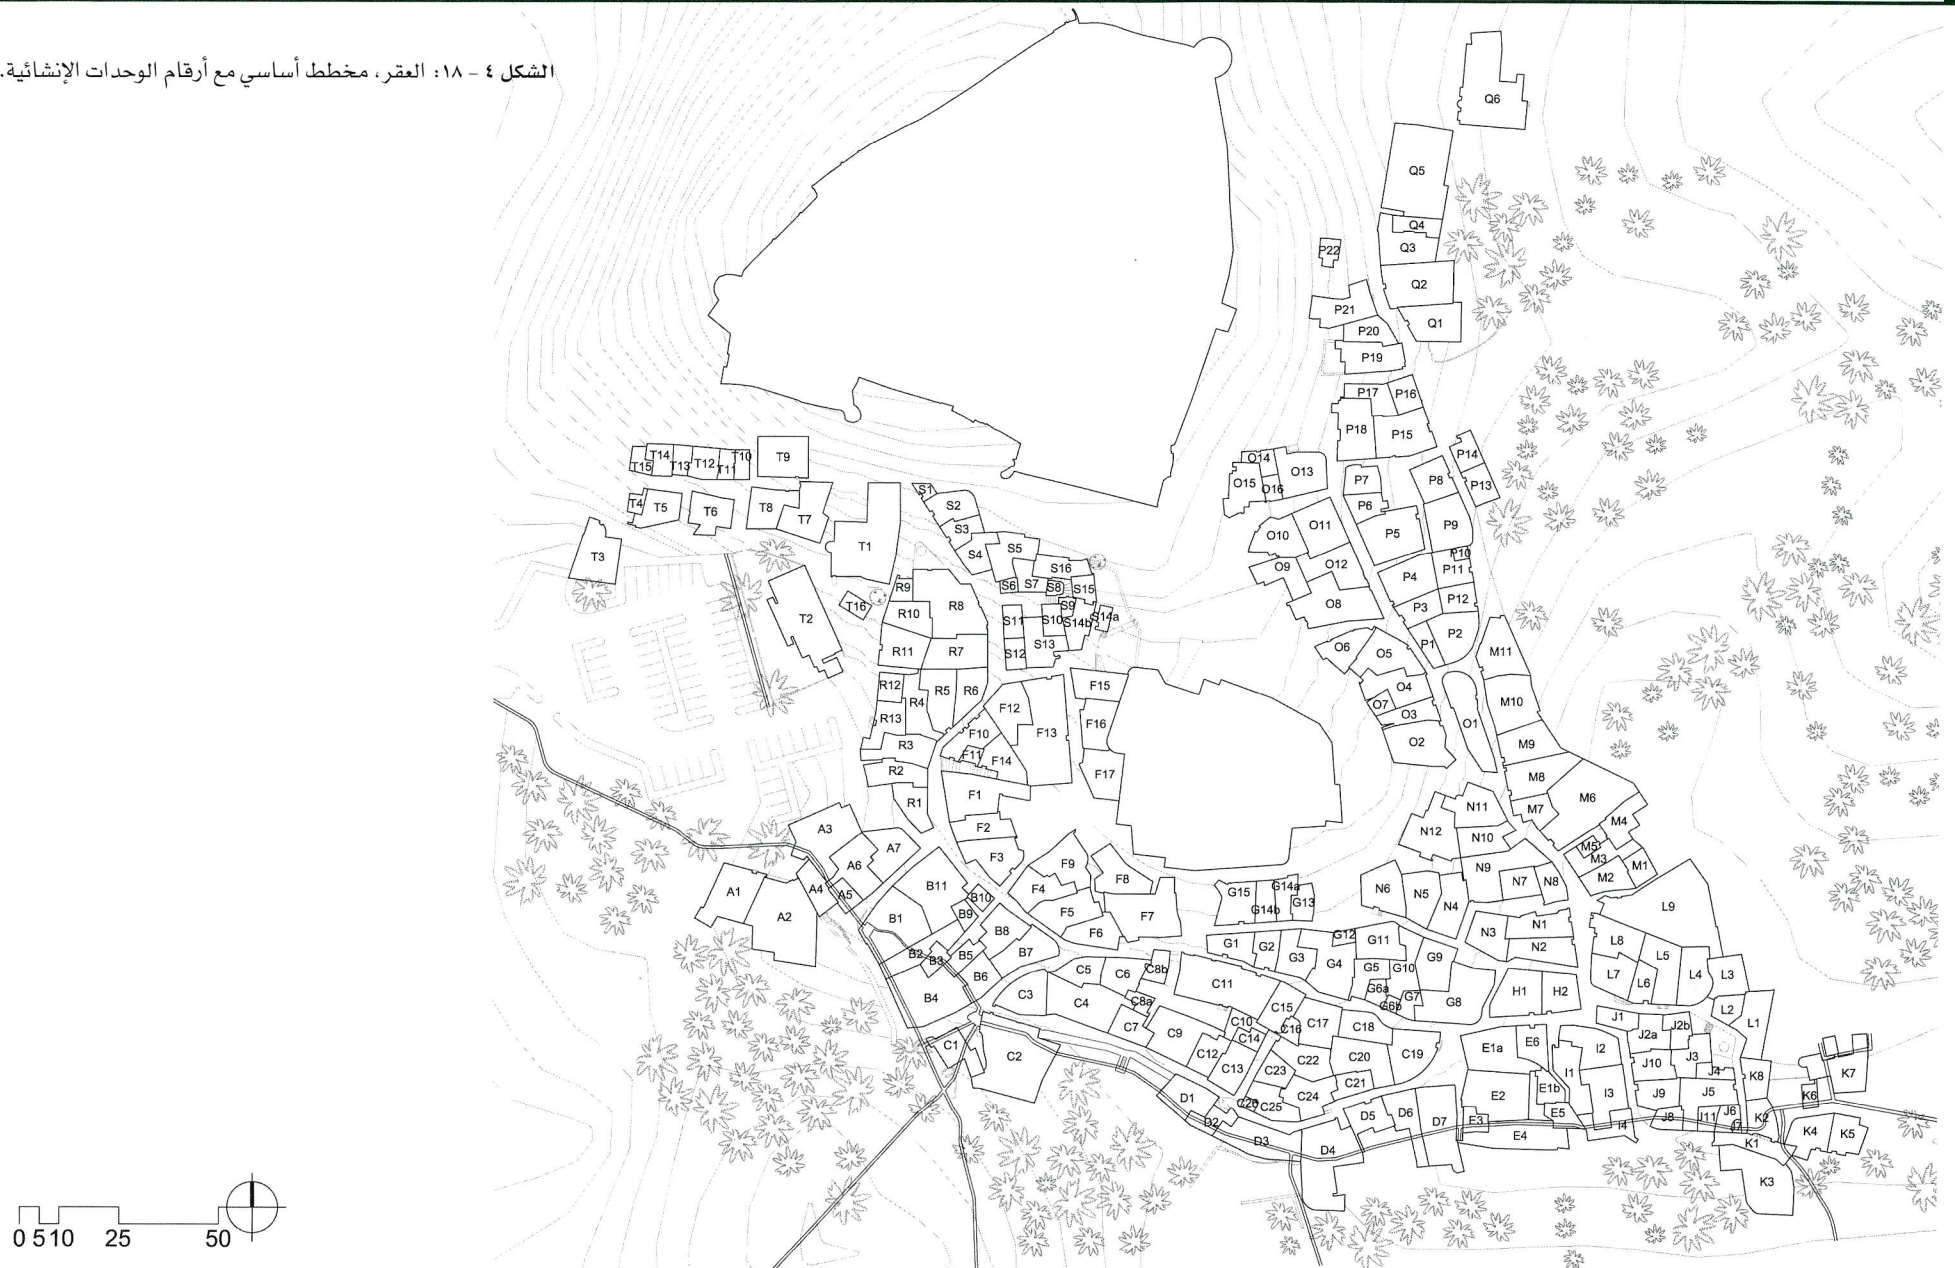 الشكل ٤ - ١٨: العقر، مخطط أساسي مع أرقام الوحدات الإنشائية.
Q6
Q5
Q4
Q3
P22
Q2
P21
Q1
P20
P19
P17 P16
P18 P15
T14 T10 T9
T15 T13 T12 T11
O14 O13 P14
O15 O16 P7 P8 P13
S1
T4 T5 T6 T8 T7 S2 P6
S3 O11 P9
T3 T1 S4 S5 O10 P5
P10
S16 O9 O12 P4 P11
R9 S6 S7 S8 S15
T16 R10 R8 S9 O8 P3 P12
T2 S11 S10 S14b S14a
R11 R7 S12 S13 O6 O5 P1 P2 M11
R12 R5 R6 F15 O4
R4 F12 O7 M10
R13 F16 O3 O1
R3 F10 F13 O2 M9
F11 F14
R2 F17 M8
R1 F1 N11 M7 M6
A3 F2 N12 N10 M4
A7 M5
A6 F3 F9 N9 M3 M1
A1 A4 A5 B11 F4 F8 G15 G14a N6 N5 N7 N8 M2
B10 G14b G13 N4 L9
A2 B1 B9 F5 F7
B8 F6 G12 N3 N1
B2 B3 B5 B7 G1 G2 G11 N2 L8
G3 G4 G9 L5
B6 C5 C6 C8b G5 G10 L7 L6 L4 L3
B4 C3 C4 C8a C11 G6a G7 G8 H1 H2
G6b L2
C7 C15 J1 L1
C10 C16 C17 C18 J2a J2b
C9 C14 E6
C1 C2 C12 C22 C20 C19 E1a I2 J10 J3
C13 C23 I1 J4 K8 K7
C21 E1b
D1 C24 E2 I3 J9 J5 K6
C26 C25 D5 D6 E5 J6
D2 D7 E3 I4 J8 J11 J7 K2
D3 D4 E4 K1 K4 K5
K3
0 5 10 25 50